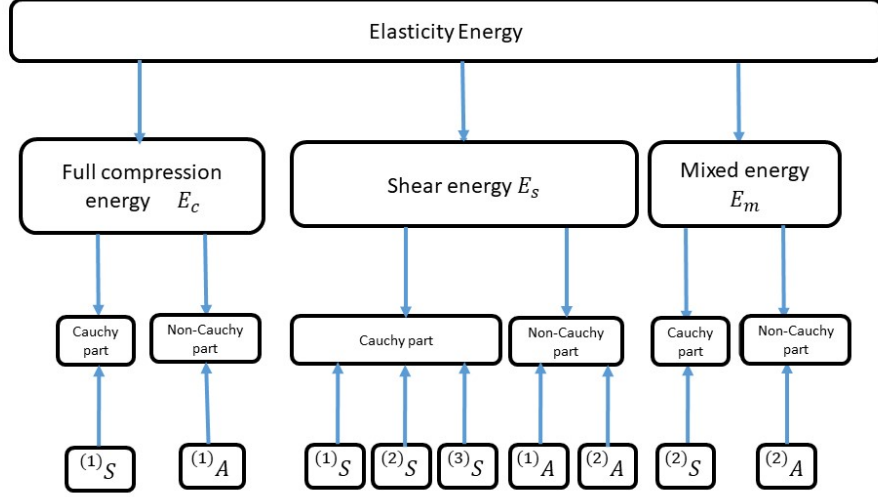 Elasticity Energy
Full compression
energy E_c
Shear energy E_s
Mixed energy
E_m
Cauchy
part
Non-Cauchy
part
Cauchy part
Non-Cauchy
part
Cauchy
part
Non-Cauchy
part
(1)S
(1)A
(1)S
(2)S
(3)S
(1)A
(2)A
(2)S
(2)A